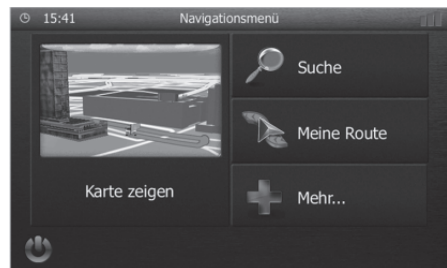 15:41 Navigationsmenü
Suche
Meine Route
Karte zeigen
Mehr...